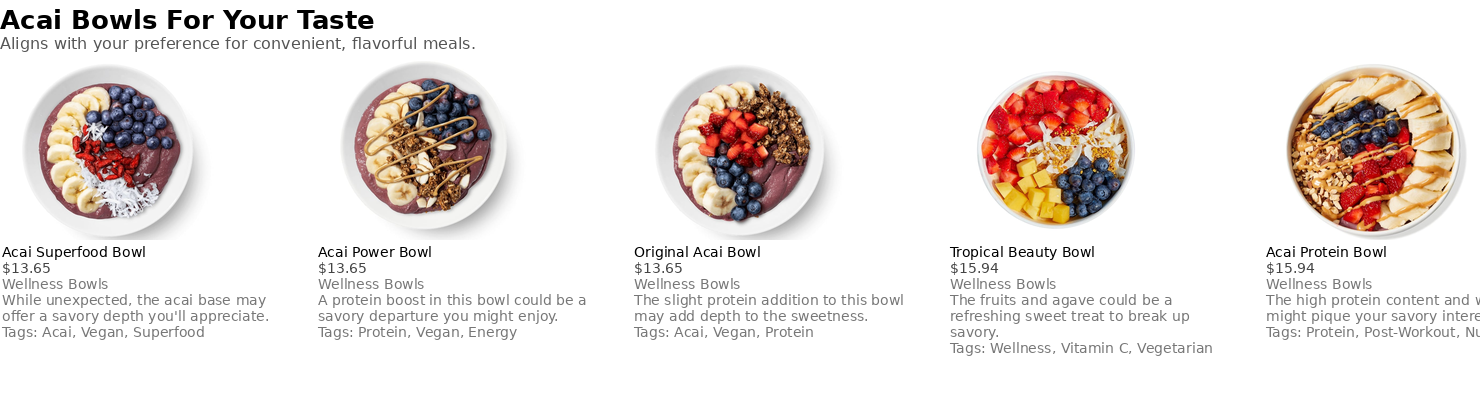 Acai Bowls For Your Taste
Aligns with your preference for convenient, flavorful meals.
Acai Superfood Bowl
$13.65
Wellness Bowls
While unexpected, the acai base may
offer a savory depth you'll appreciate.
Tags: Acai, Vegan, Superfood
Acai Power Bowl
$13.65
Wellness Bowls
A protein boost in this bowl could be a
savory departure you might enjoy.
Tags: Protein, Vegan, Energy
Original Acai Bowl
$13.65
Wellness Bowls
The slight protein addition to this bowl
may add depth to the sweetness.
Tags: Acai, Vegan, Protein
Tropical Beauty Bowl
$15.94
Wellness Bowls
The fruits and agave could be a
refreshing sweet treat to break up
savory.
Tags: Wellness, Vitamin C, Vegetarian
Acai Protein Bowl
$15.94
Wellness Bowls
The high protein content and
might pique your savory
Tags: Protein, Post-Workout,